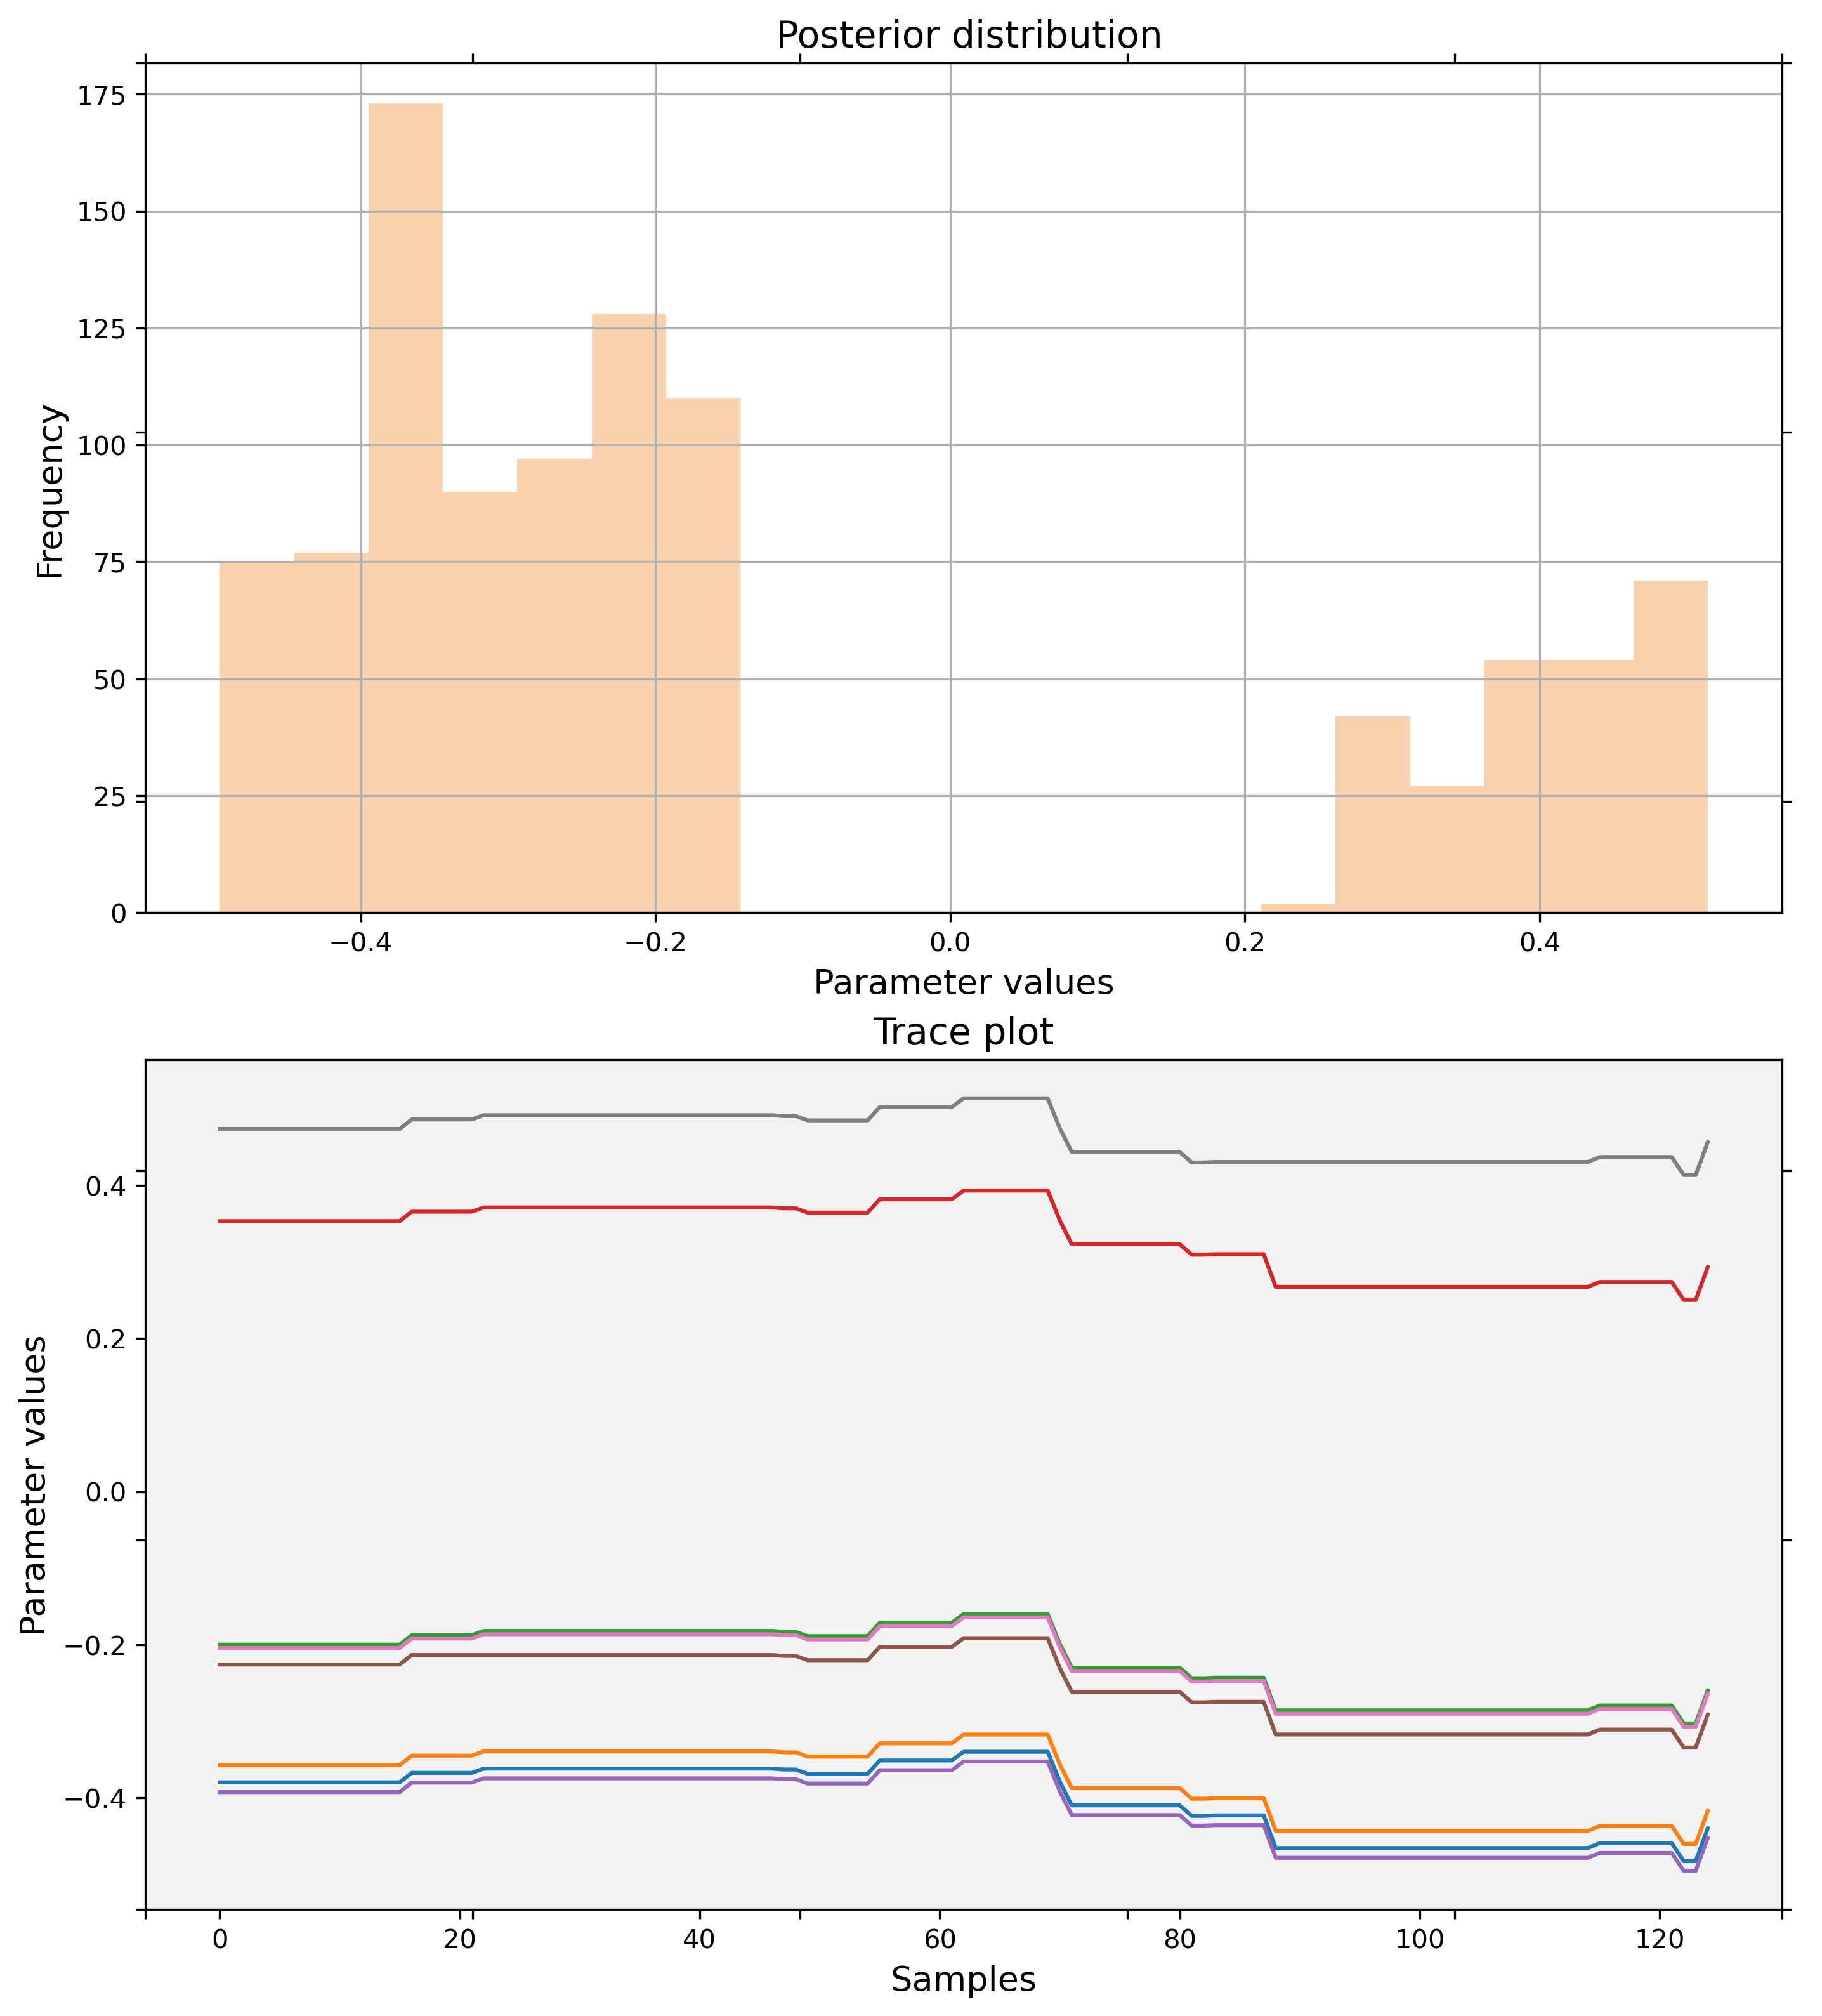 Posterior distribution
175
150
125
100
75
50
25
0
Frequency
−0.4 −0.2 0.0 0.2 0.4
Parameter values
Trace plot
0.4
0.2
0.0
−0.2
−0.4
Parameter values
0 20 40 60 80 100 120
Samples